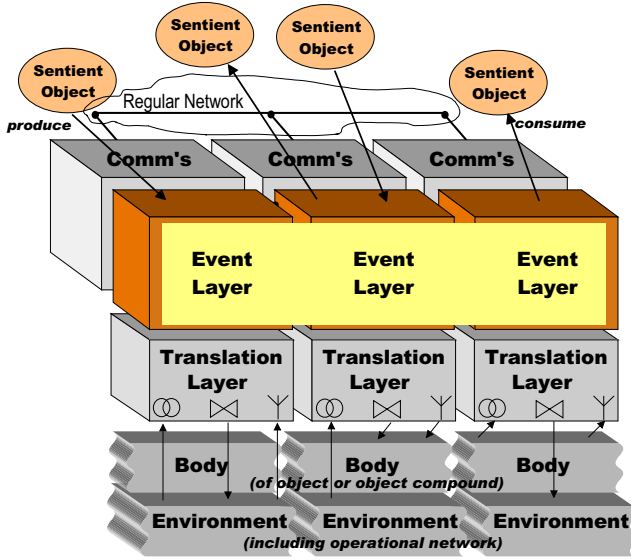 Sentient
Object
Sentient
Object
Sentient
Object
Sentient
Object
Regular Network
produce
consume
Comm's
Comm's
Comm's
Event
Layer
Event
Layer
Event
Layer
Translation
Layer
Translation
Layer
Translation
Layer
Body
Body
Body
(of object or object compound)
Environment
Environment
Environment
(including operational network)